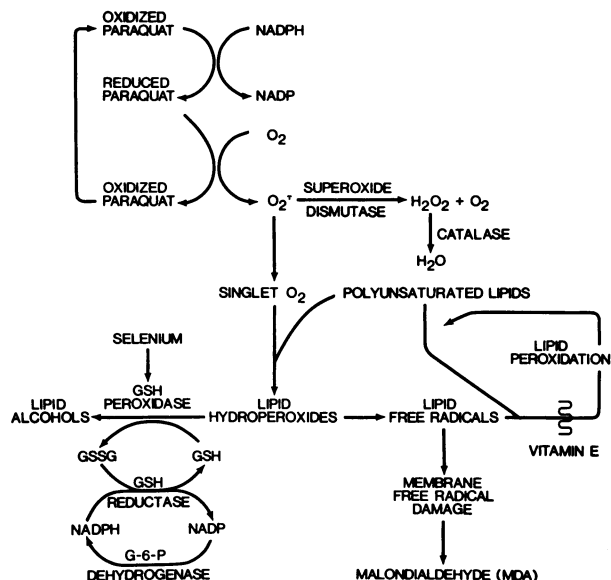 OXIDIZED
PARAQUAT
NADPH
REDUCED
PARAQUAT
NADP
O₂
OXIDIZED
PARAQUAT
O₂⁻
SUPEROXIDE
DISMUTASE
H₂O₂ + O₂
CATALASE
H₂O
SINGLET O₂
POLYUNSATURATED LIPIDS
SELENIUM
LIPID
PEROXIDATION
GSH
PEROXIDASE
LIPID
ALCOHOLS
LIPID
HYDROPEROXIDES
LIPID
FREE RADICALS
VITAMIN E
GSSG
GSH
GSH
REDUCTASE
MEMBRANE
FREE RADICAL
DAMAGE
NADPH
NADP
G-6-P
DEHYDROGENASE
MALONDIALDEHYDE (MDA)